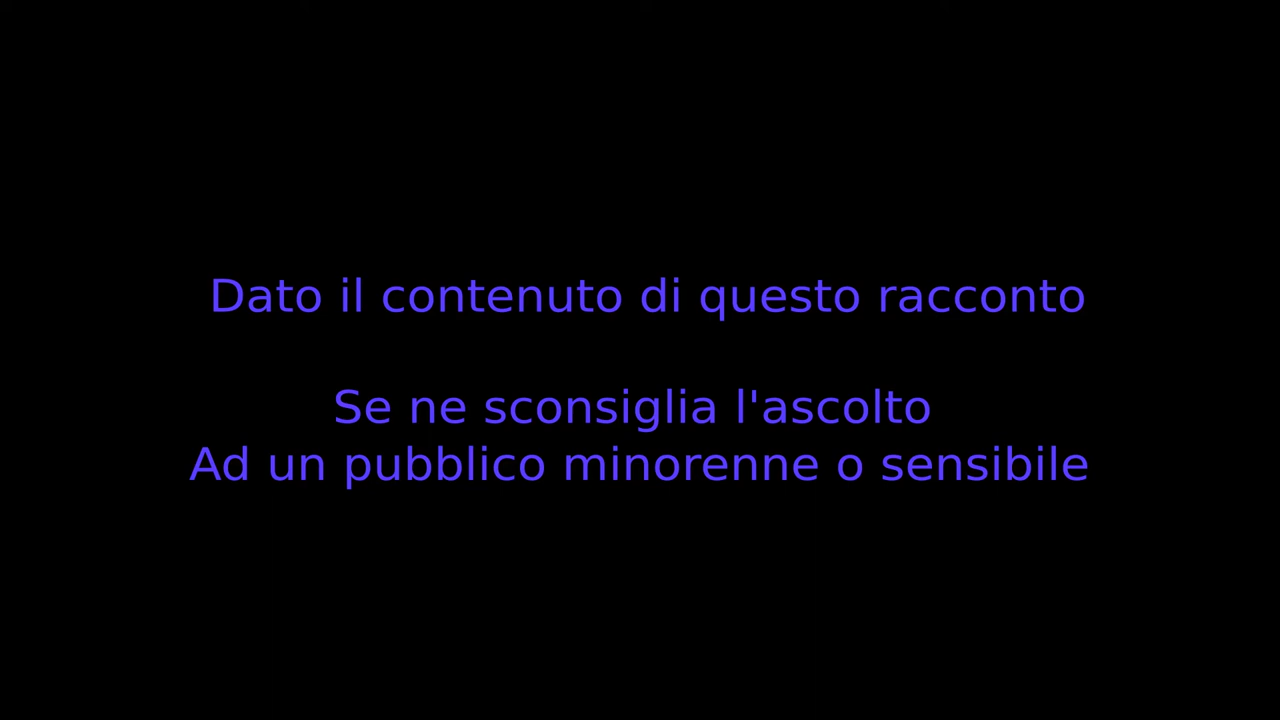 Dato il contenuto di questo racconto
Se ne sconsiglia l'ascolto
Ad un pubblico minorenne o sensibile